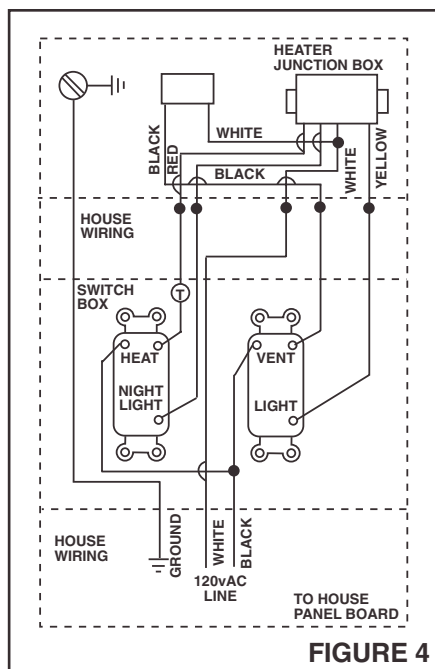 HEATER
JUNCTION BOX
BLACK
RED
WHITE
BLACK
WHITE
YELLOW
HOUSE
WIRING
SWITCH
BOX
T
HEAT
NIGHT
LIGHT
VENT
LIGHT
HOUSE
WIRING
GROUND
WHITE
BLACK
120vAC
LINE
TO HOUSE
PANEL BOARD
FIGURE 4